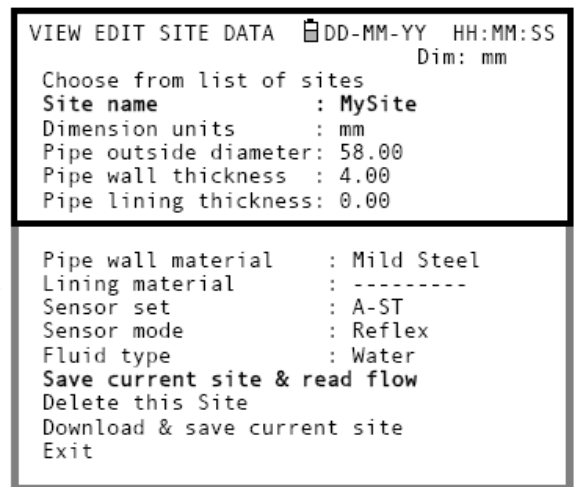 VIEW EDIT SITE DATA DD-MM-YY HH:MM:SS
Dim: mm
Choose from list of sites
Site name : MySite
Dimension units : mm
Pipe outside diameter: 58.00
Pipe wall thickness : 4.00
Pipe lining thickness: 0.00
Pipe wall material : Mild Steel
Lining material : ---------
Sensor set : A-ST
Sensor mode : Reflex
Fluid type : Water
Save current site & read flow
Delete this Site
Download & save current site
Exit